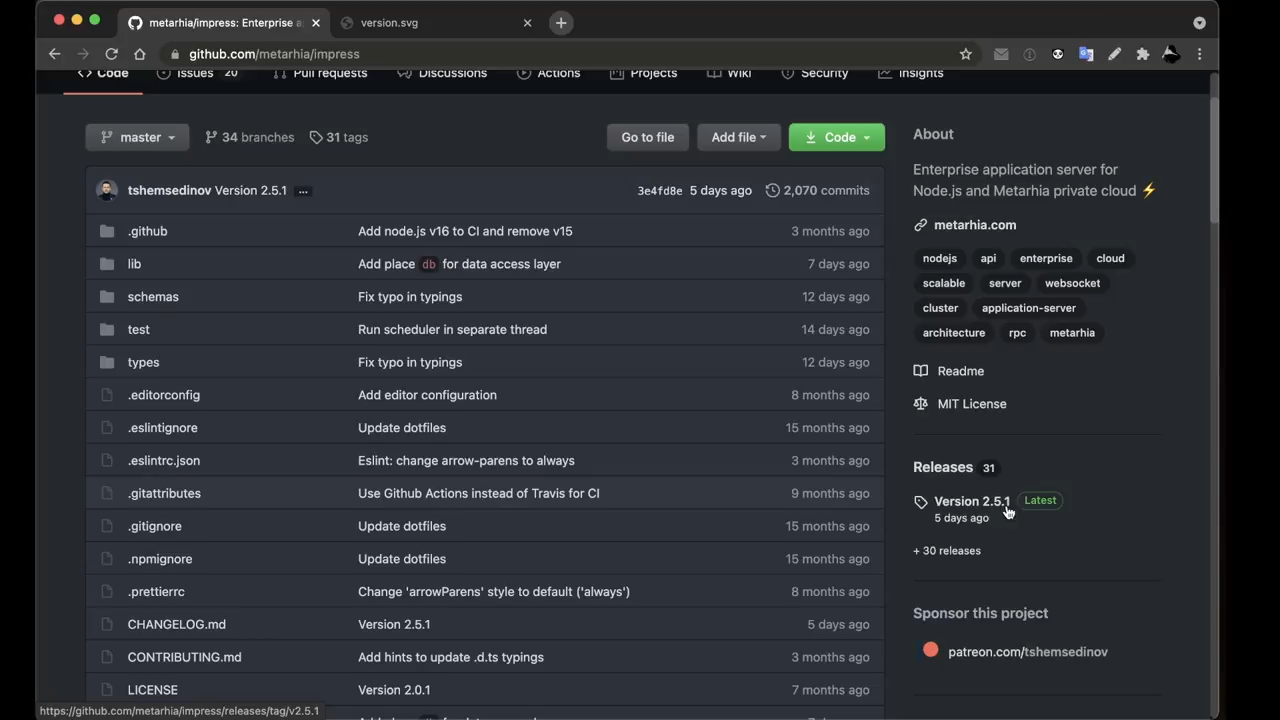 metarhia/impress: Enterprise a
version.svg
github.com/metarhia/impress
Code Issues 20 Pull requests Discussions Actions Projects Wiki Security Insights
master 34 branches 31 tags Go to file Add file Code
tshemsedinov Version 2.5.1 ... 3e4fd8e 5 days ago 2,070 commits
.github Add node.js v16 to CI and remove v15 3 months ago
lib Add place db for data access layer 7 days ago
schemas Fix typo in typings 12 days ago
test Run scheduler in separate thread 14 days ago
types Fix typo in typings 12 days ago
.editorconfig Add editor configuration 8 months ago
.eslintignore Update dotfiles 15 months ago
.eslintrc.json Eslint: change arrow-parens to always 3 months ago
.gitattributes Use Github Actions instead of Travis for CI 9 months ago
.gitignore Update dotfiles 15 months ago
.npmignore Update dotfiles 15 months ago
.prettierrc Change 'arrowParens' style to default ('always') 8 months ago
CHANGELOG.md Version 2.5.1 5 days ago
CONTRIBUTING.md Add hints to update .d.ts typings 3 months ago
LICENSE Version 2.0.1 7 months ago
About
Enterprise application server for
Node.js and Metarhia private cloud ⚡
metarhia.com
nodejs api enterprise cloud
scalable server websocket
cluster application-server
architecture rpc metarhia
Readme
MIT License
Releases 31
Version 2.5.1 Latest
5 days ago
+ 30 releases
Sponsor this project
patreon.com/tshemsedinov
https://github.com/metarhia/impress/releases/tag/v2.5.1